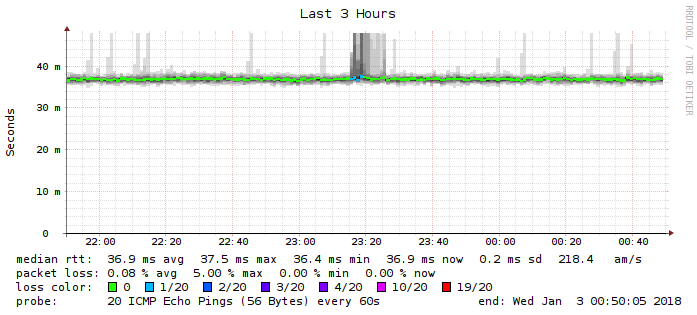 Last 3 Hours
RRDTOOL / TOBI OETIKER
Seconds
40 m
30 m
20 m
10 m
0
22:00 22:20 22:40 23:00 23:20 23:40 00:00 00:20 00:40
median rtt: 36.9 ms avg 37.5 ms max 36.4 ms min 36.9 ms now 0.2 ms sd 218.4 am/s
packet loss: 0.08 % avg 5.00 % max 0.00 % min 0.00 % now
loss color: 0 1/20 2/20 3/20 4/20 10/20 19/20
probe: 20 ICMP Echo Pings (56 Bytes) every 60s end: Wed Jan 3 00:50:05 2018